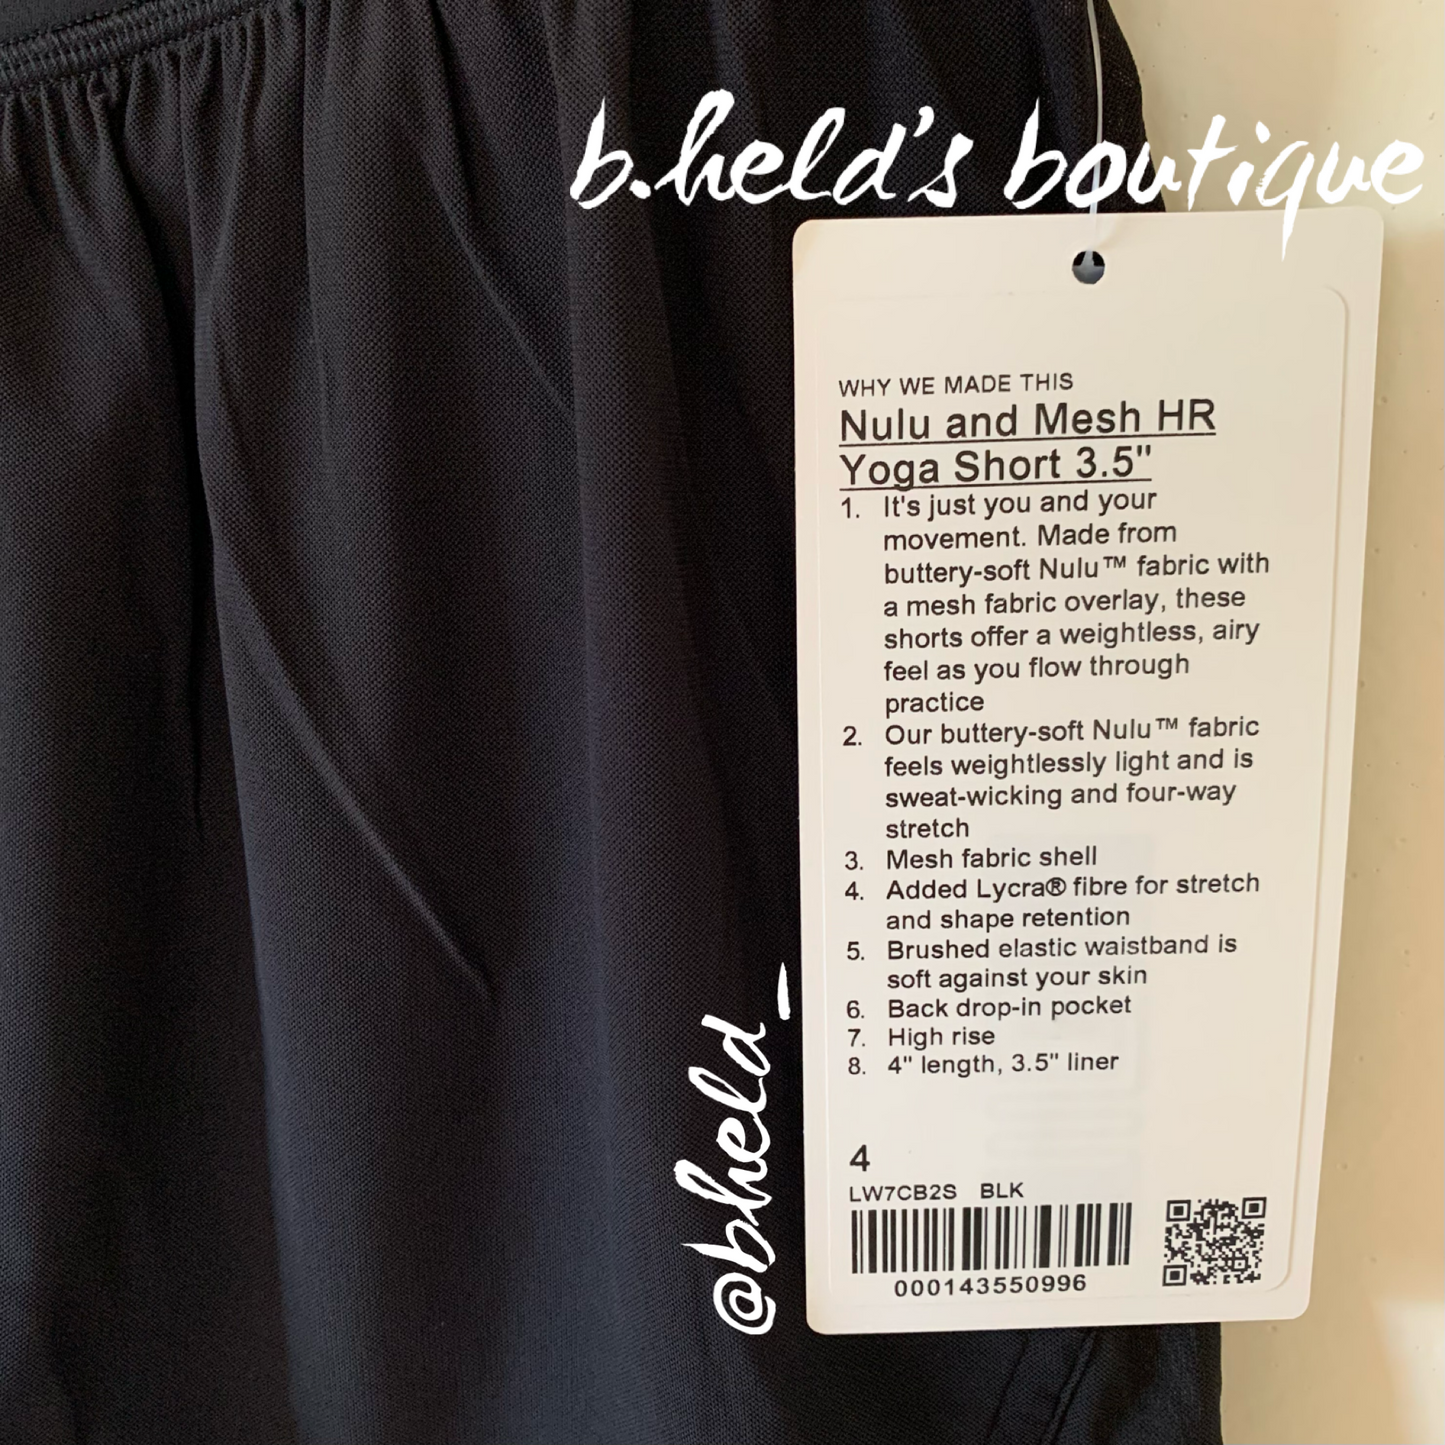 b.held's boutique
WHY WE MADE THIS
Nulu and Mesh HR
Yoga Short 3.5"
1. It's just you and your
movement. Made from
buttery-soft Nulu™ fabric with
a mesh fabric overlay, these
shorts offer a weightless, airy
feel as you flow through
practice
2. Our buttery-soft Nulu™ fabric
feels weightlessly light and is
sweat-wicking and four-way
stretch
3. Mesh fabric shell
4. Added Lycra® fibre for stretch
and shape retention
5. Brushed elastic waistband is
soft against your skin
6. Back drop-in pocket
7. High rise
8. 4" length, 3.5" liner
4
LW7CB2S BLK
000143550996
@bheld_